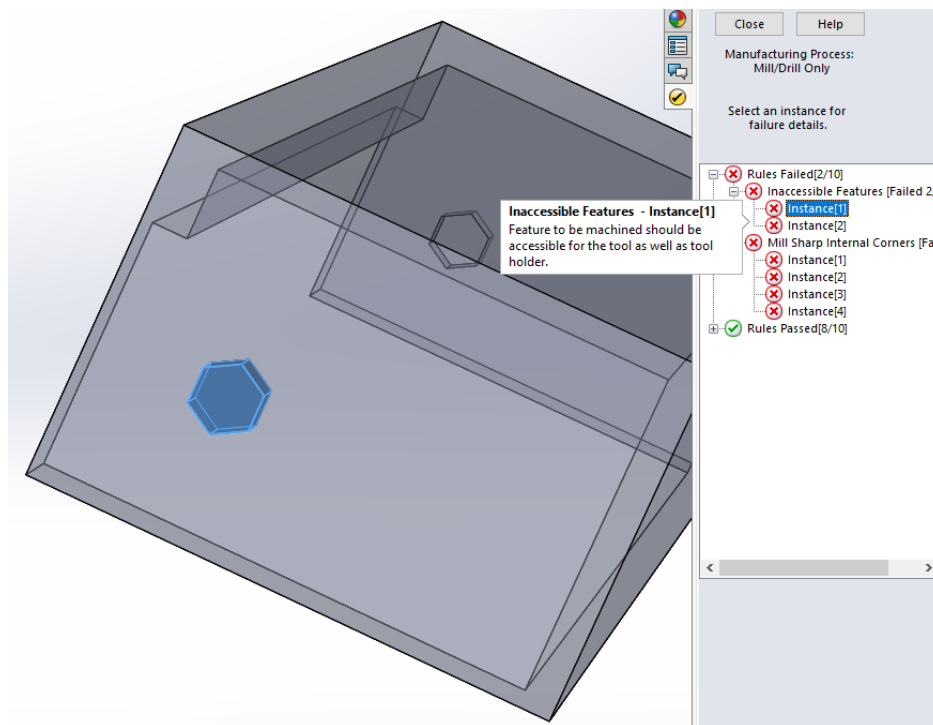 Close
Help
Manufacturing Process:
Mill/Drill Only
Select an instance for
failure details.
Rules Failed[2/10]
Inaccessible Features [Failed 2
Instance[1]
Instance[2]
Mill Sharp Internal Corners [Fa
Instance[1]
Instance[2]
Instance[3]
Instance[4]
Rules Passed[8/10]
Inaccessible Features - Instance[1]
Feature to be machined should be
accessible for the tool as well as tool
holder.